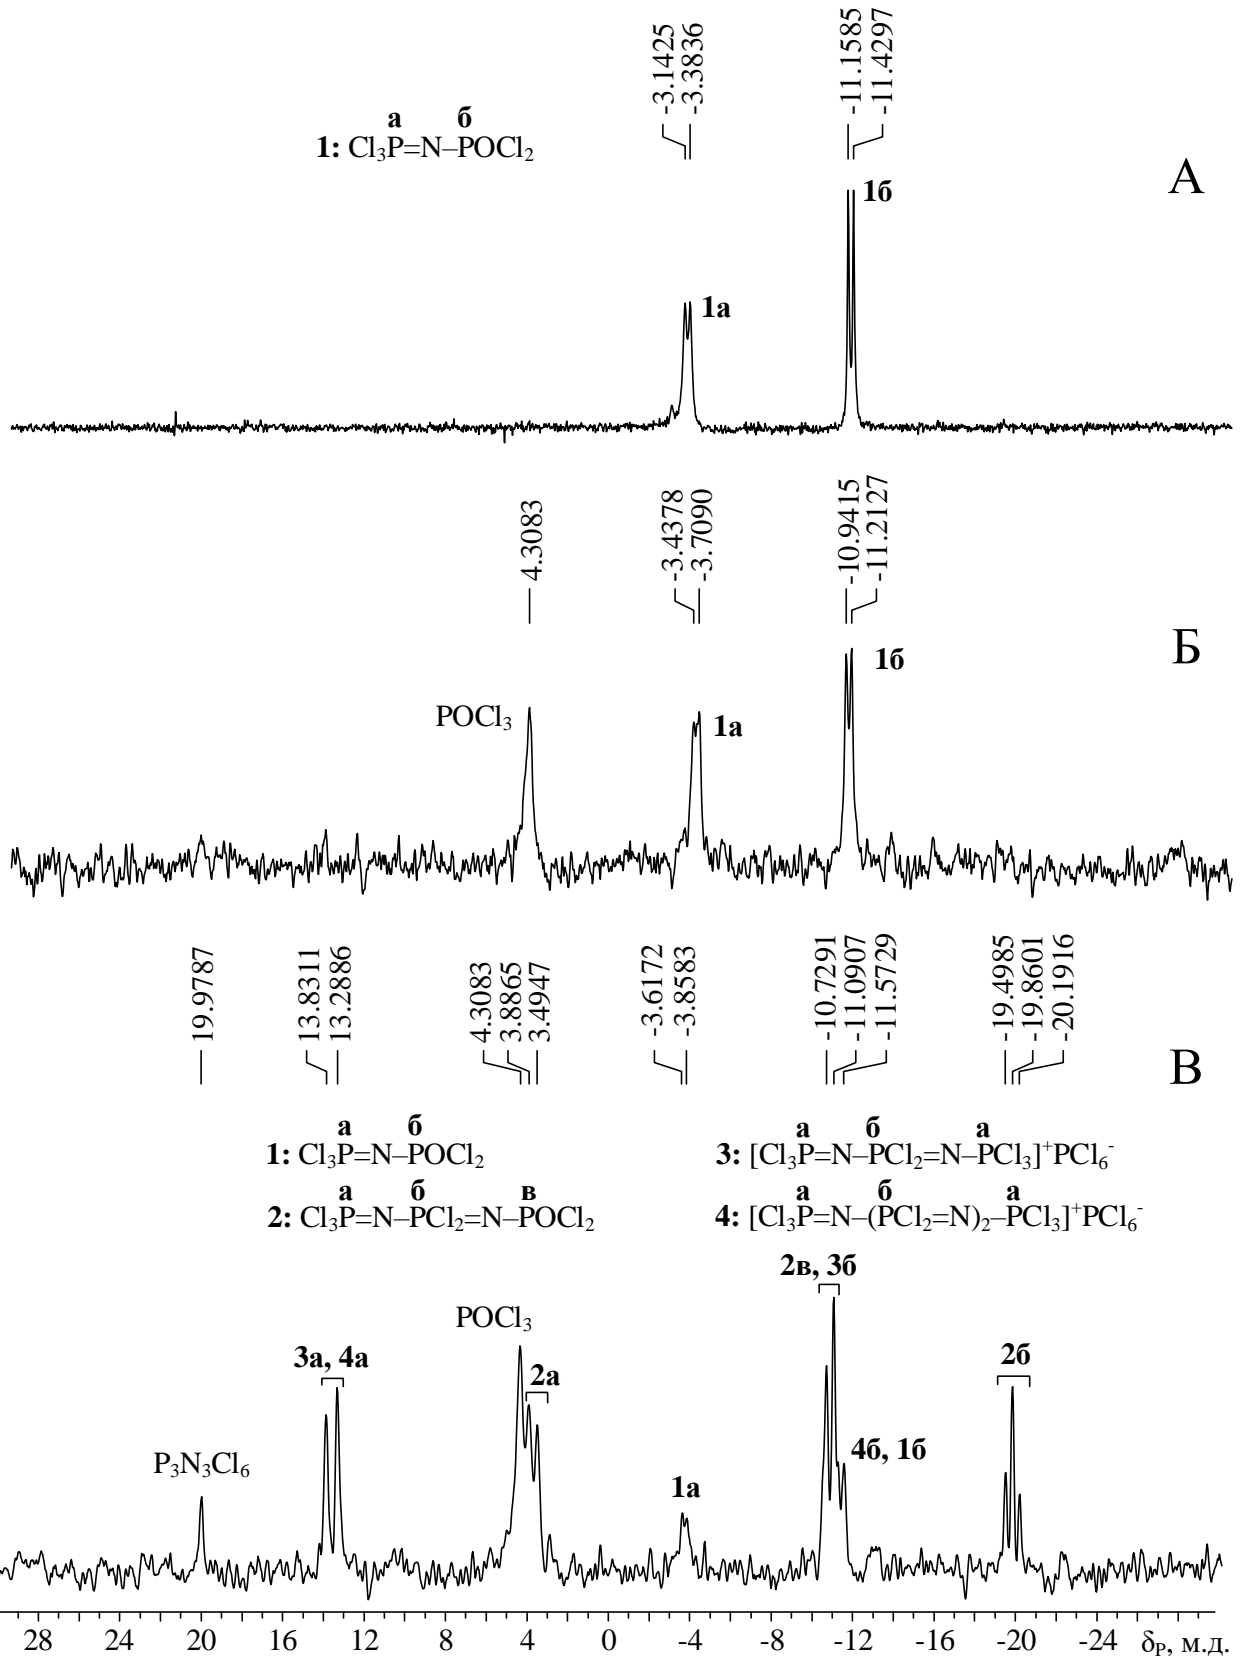 -3.1425
-3.3836
-11.1585
-11.4297
а б
1: Cl₃P=N–POCl₂
А
1б
1а
4.3083
-3.4378
-3.7090
-10.9415
-11.2127
Б
1б
POCl₃
1а
19.9787
13.8311
13.2886
4.3083
3.8865
3.4947
-3.6172
-3.8583
-10.7291
-11.0907
-11.5729
-19.4985
-19.8601
-20.1916
В
а б
1: Cl₃P=N–POCl₂
а б в
2: Cl₃P=N–PCl₂=N–POCl₂
а б а
3: [Cl₃P=N–PCl₂=N–PCl₃]⁺PCl₆⁻
а б а
4: [Cl₃P=N–(PCl₂=N)₂–PCl₃]⁺PCl₆⁻
2в, 3б
POCl₃
3а, 4а
2а
2б
4б, 1б
P₃N₃Cl₆
1а
28 24 20 16 12 8 4 0 -4 -8 -12 -16 -20 -24 δP, м.д.